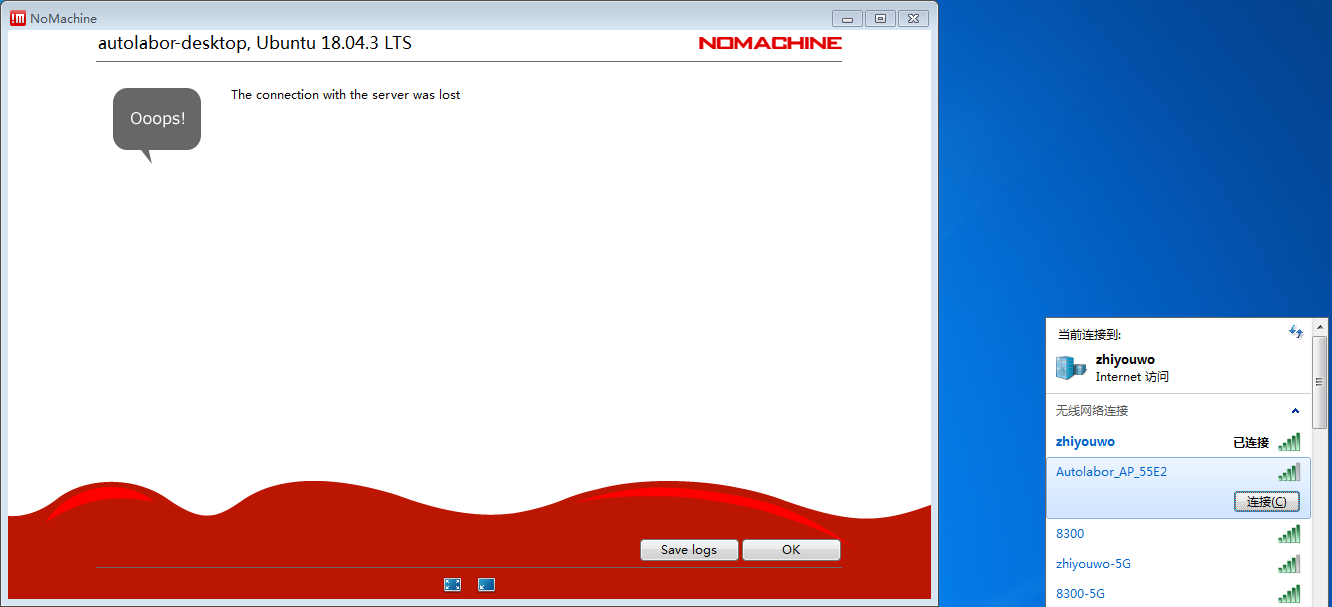 !M NoMachine
autolabor-desktop, Ubuntu 18.04.3 LTS
NOMACHINE
Ooops!
The connection with the server was lost
Save logs
OK
当前连接到:
zhiyouwo
Internet 访问
无线网络连接
zhiyouwo 已连接
Autolabor_AP_55E2
连接(C)
8300
zhiyouwo-5G
8300-5G